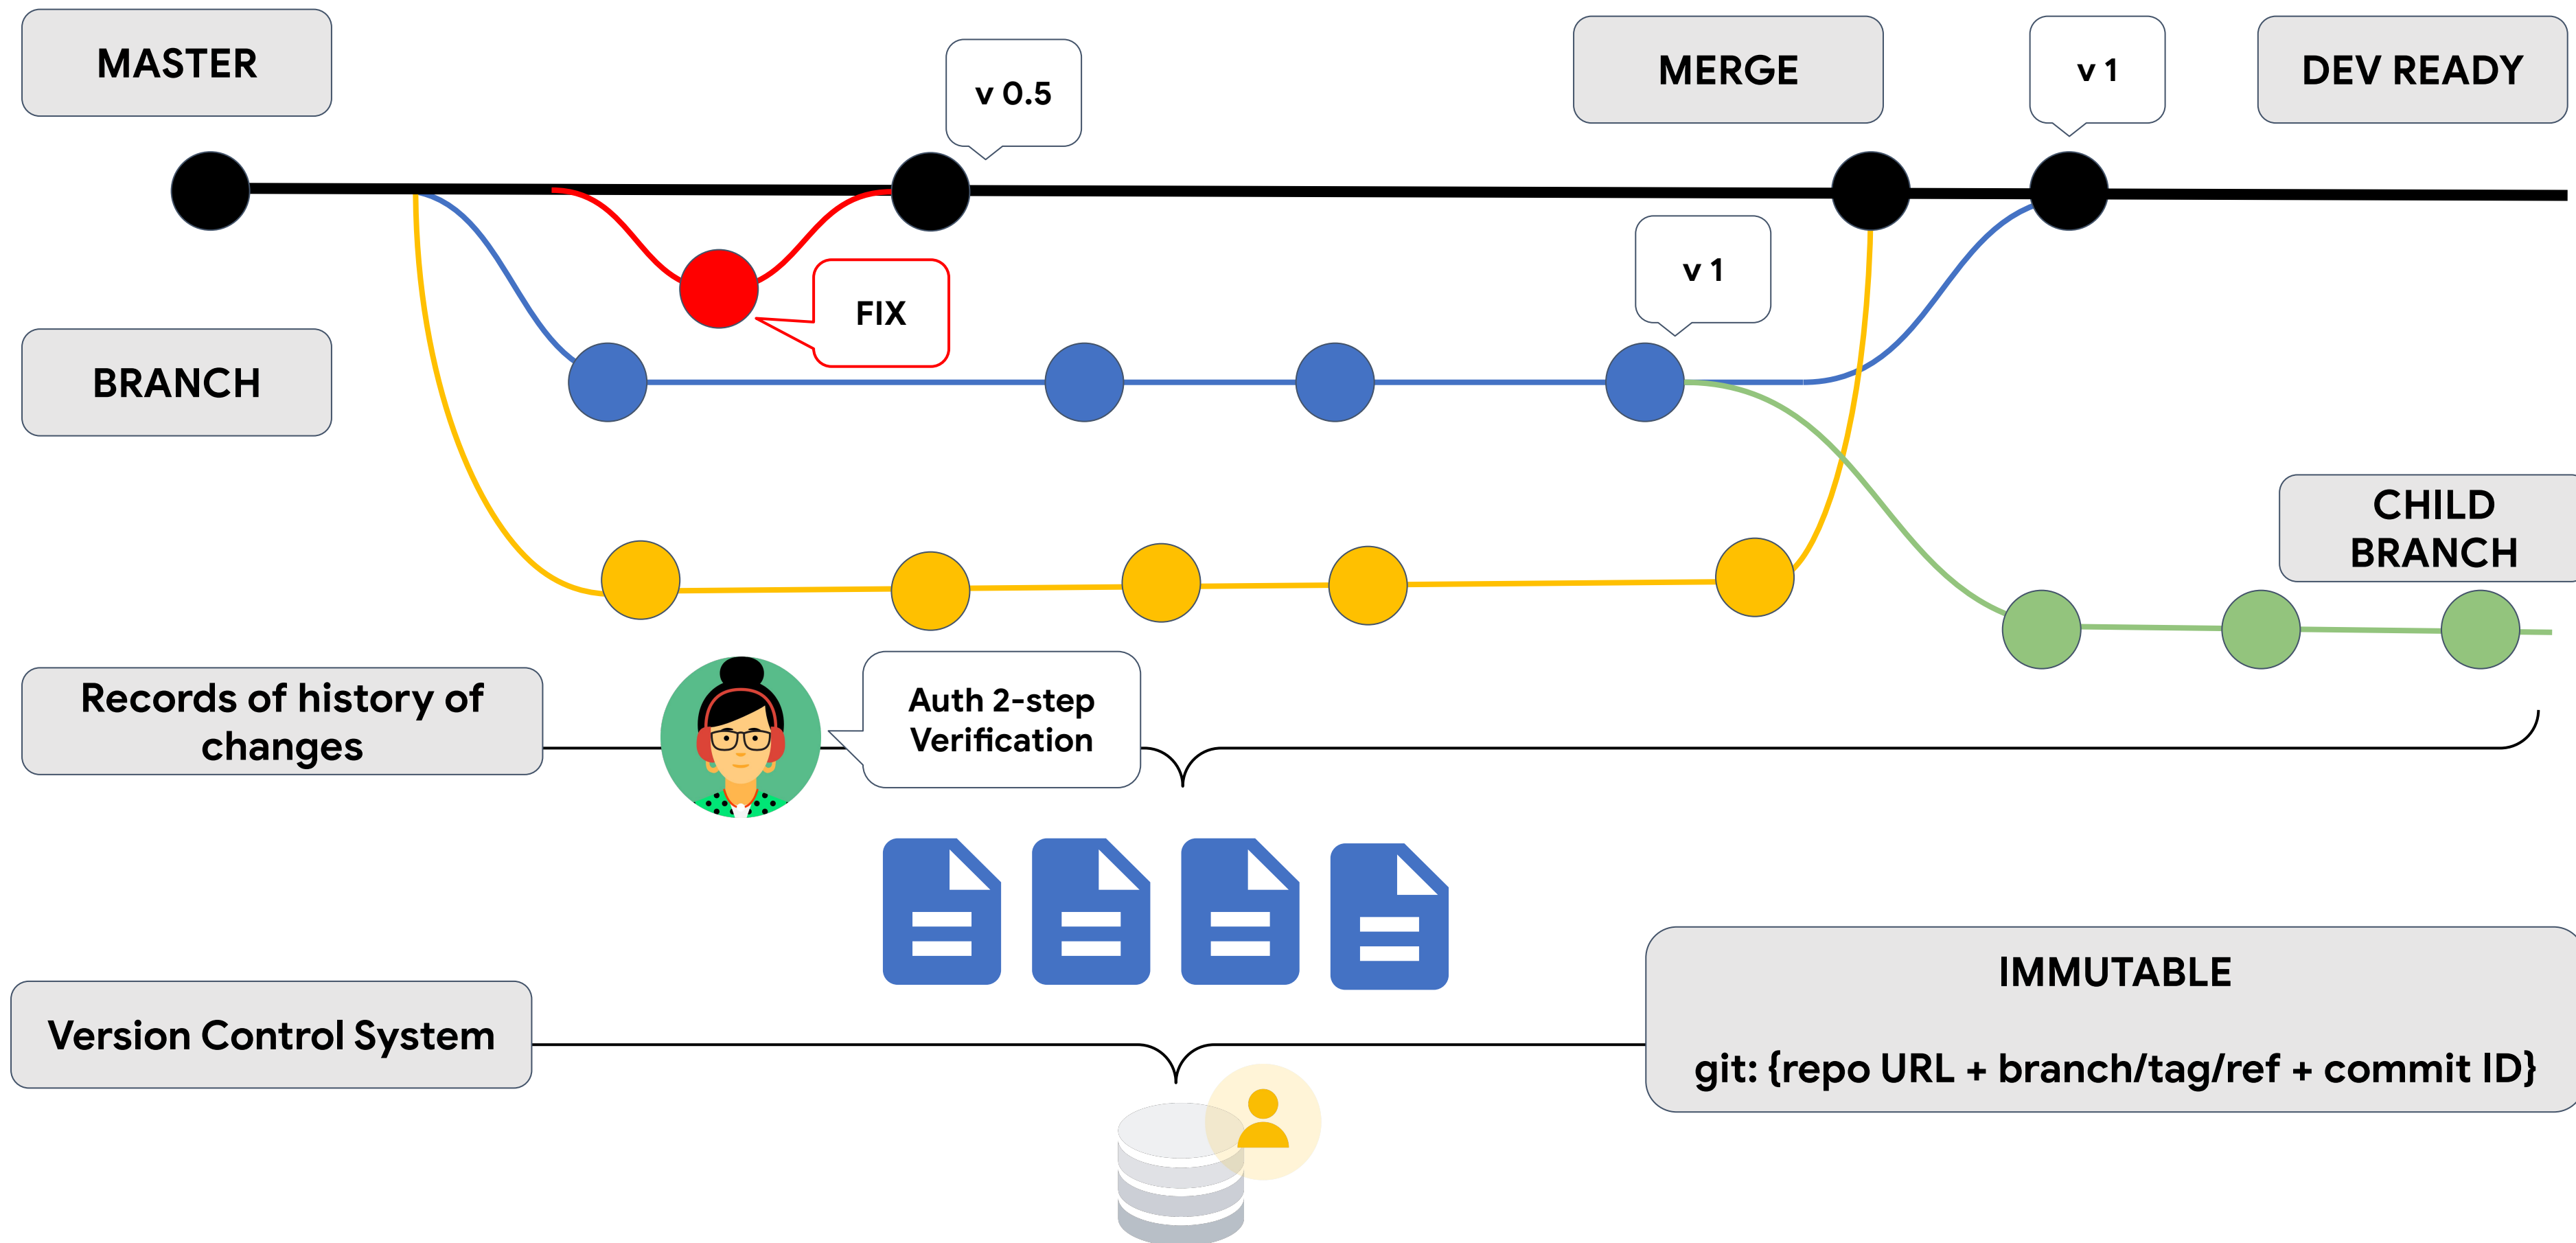 MASTER
v 0.5
MERGE
v 1
DEV READY
v 1
FIX
BRANCH
CHILD
BRANCH
Records of history of
changes
Auth 2-step
Verification
IMMUTABLE
git: {repo URL + branch/tag/ref + commit ID}
Version Control System